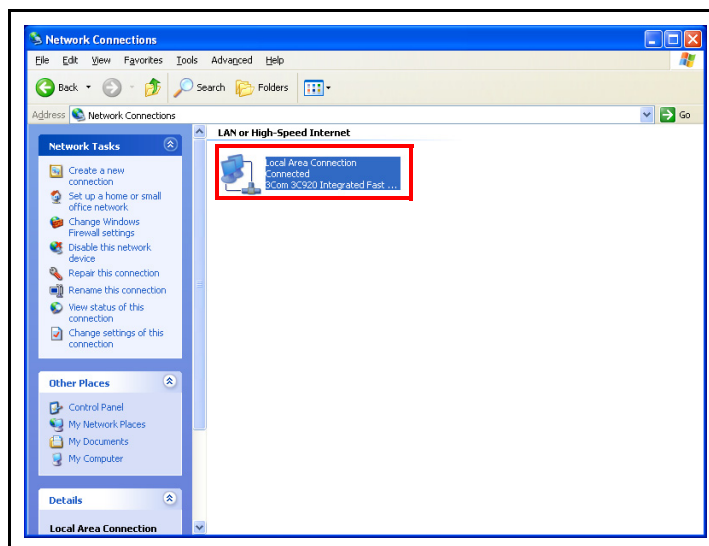 Network Connections
File Edit View Favorites Tools Advanced Help
Back Search Folders
Address Network Connections Go
Network Tasks
Create a new
connection
Set up a home or small
office network
Change Windows
Firewall settings
Disable this network
device
Repair this connection
Rename this connection
View status of this
connection
Change settings of this
connection
Other Places
Control Panel
My Network Places
My Documents
My Computer
Details
Local Area Connection
LAN or High-Speed Internet
Local Area Connection
Connected
3Com 3C920 Integrated Fast ...